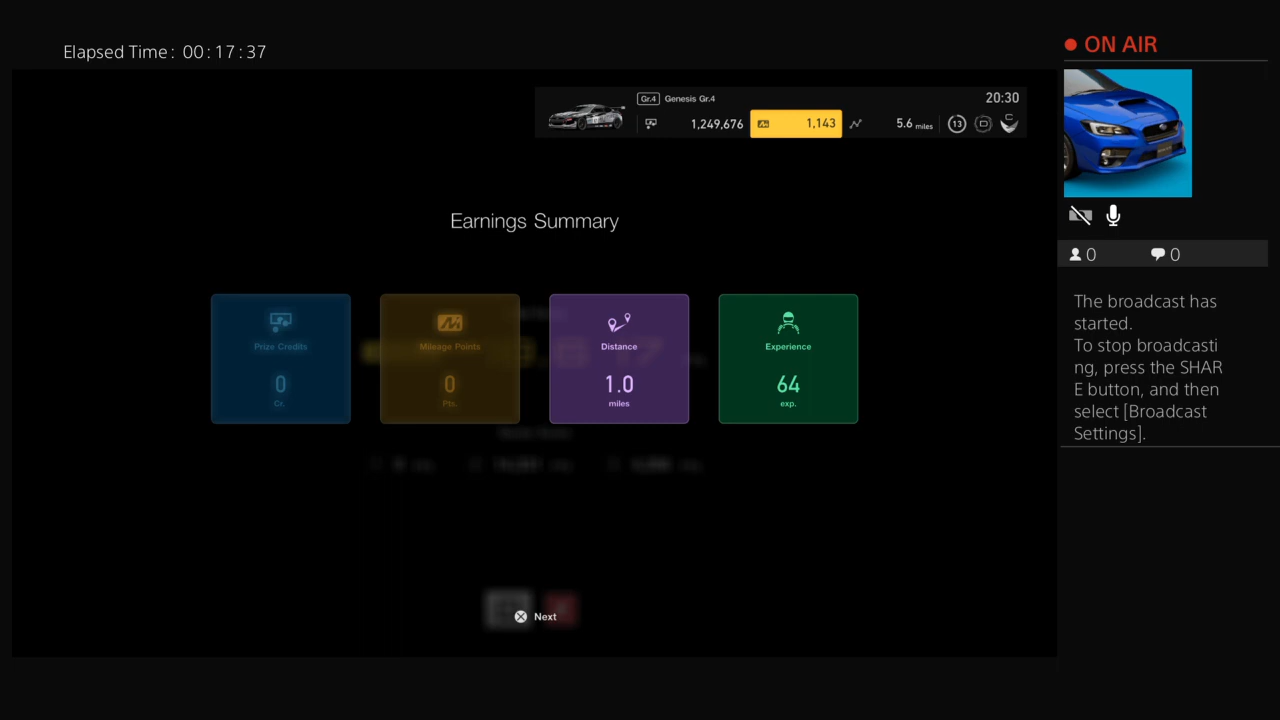 Elapsed Time: 00:17:37
ON AIR
Gr.4 Genesis Gr.4 20:30
1,249,676 1,143 5.6 miles 13 D C
Earnings Summary
Prize Credits
0
Cr.
Mileage Points
0
Pts.
Distance
1.0
miles
Experience
64
exp.
Next
0 0
The broadcast has
started.
To stop broadcasti
ng, press the SHAR
E button, and then
select [Broadcast
Settings].